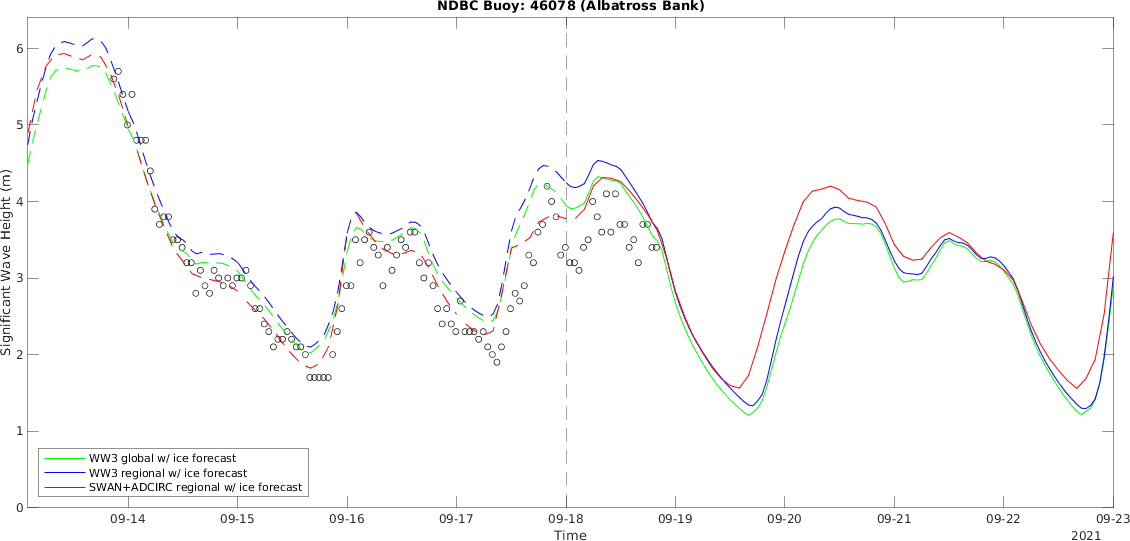 NDBC Buoy: 46078 (Albatross Bank)
Significant Wave Height (m)
6
5
4
3
2
1
0
WW3 global w/ ice forecast
WW3 regional w/ ice forecast
SWAN+ADCIRC regional w/ ice forecast
09-14 09-15 09-16 09-17 09-18 09-19 09-20 09-21 09-22 09-23
Time
2021